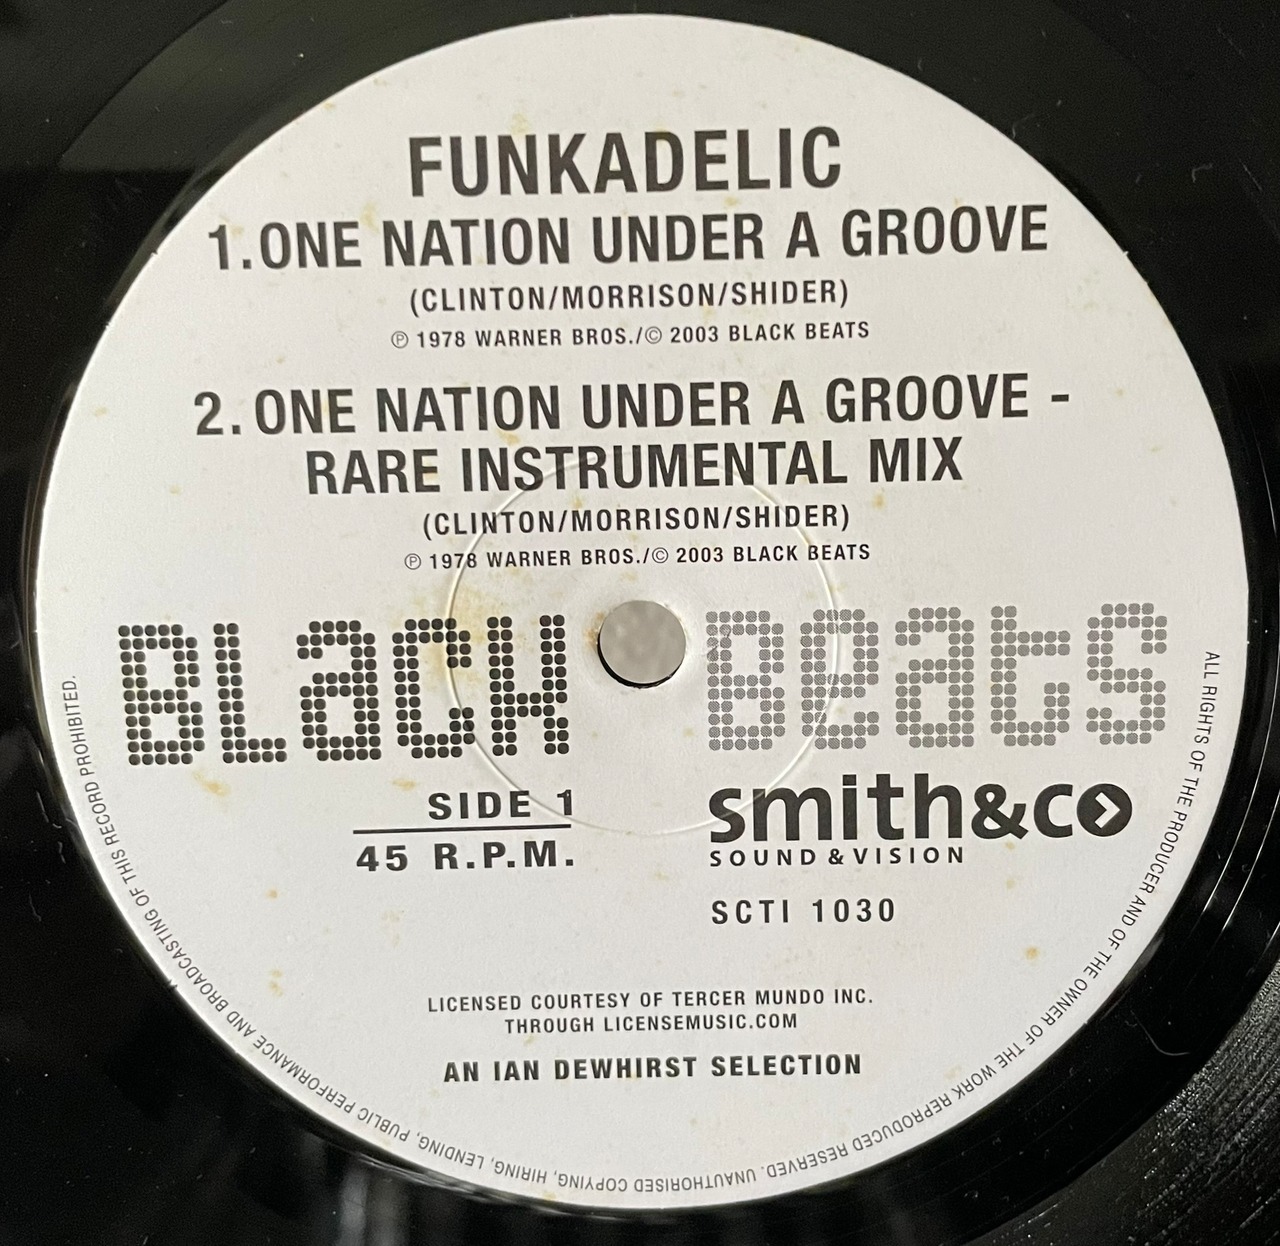 FUNKADELIC
1. ONE NATION UNDER A GROOVE
(CLINTON/MORRISON/SHIDER)
℗ 1978 WARNER BROS./© 2003 BLACK BEATS
2. ONE NATION UNDER A GROOVE -
RARE INSTRUMENTAL MIX
(CLINTON/MORRISON/SHIDER)
℗ 1978 WARNER BROS./© 2003 BLACK BEATS
BLacK Beats
SIDE 1
45 R.P.M.
smith&co
SOUND & VISION
SCTI 1030
LICENSED COURTESY OF TERCER MUNDO INC.
THROUGH LICENSEMUSIC.COM
AN IAN DEWHIRST SELECTION
ALL RIGHTS OF THE PRODUCER AND OF THE OWNER OF THE WORK REPRODUCED RESERVED. UNAUTHORISED COPYING, HIRING, LENDING, PUBLIC PERFORMANCE AND BROADCASTING OF THIS RECORD PROHIBITED.